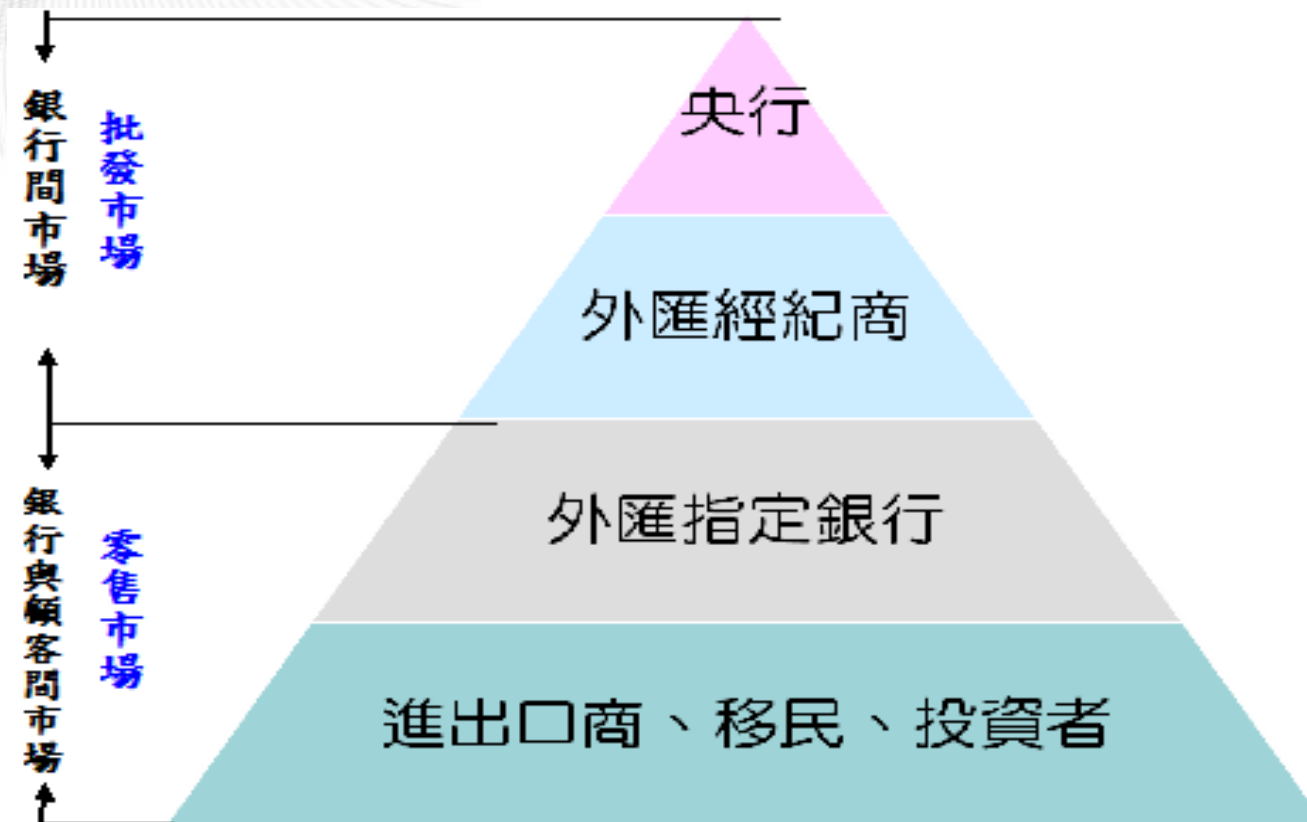 銀行間市場
批發市場
央行
外匯經紀商
外匯指定銀行
銀行與顧客間市場
零售市場
進出口商、移民、投資者